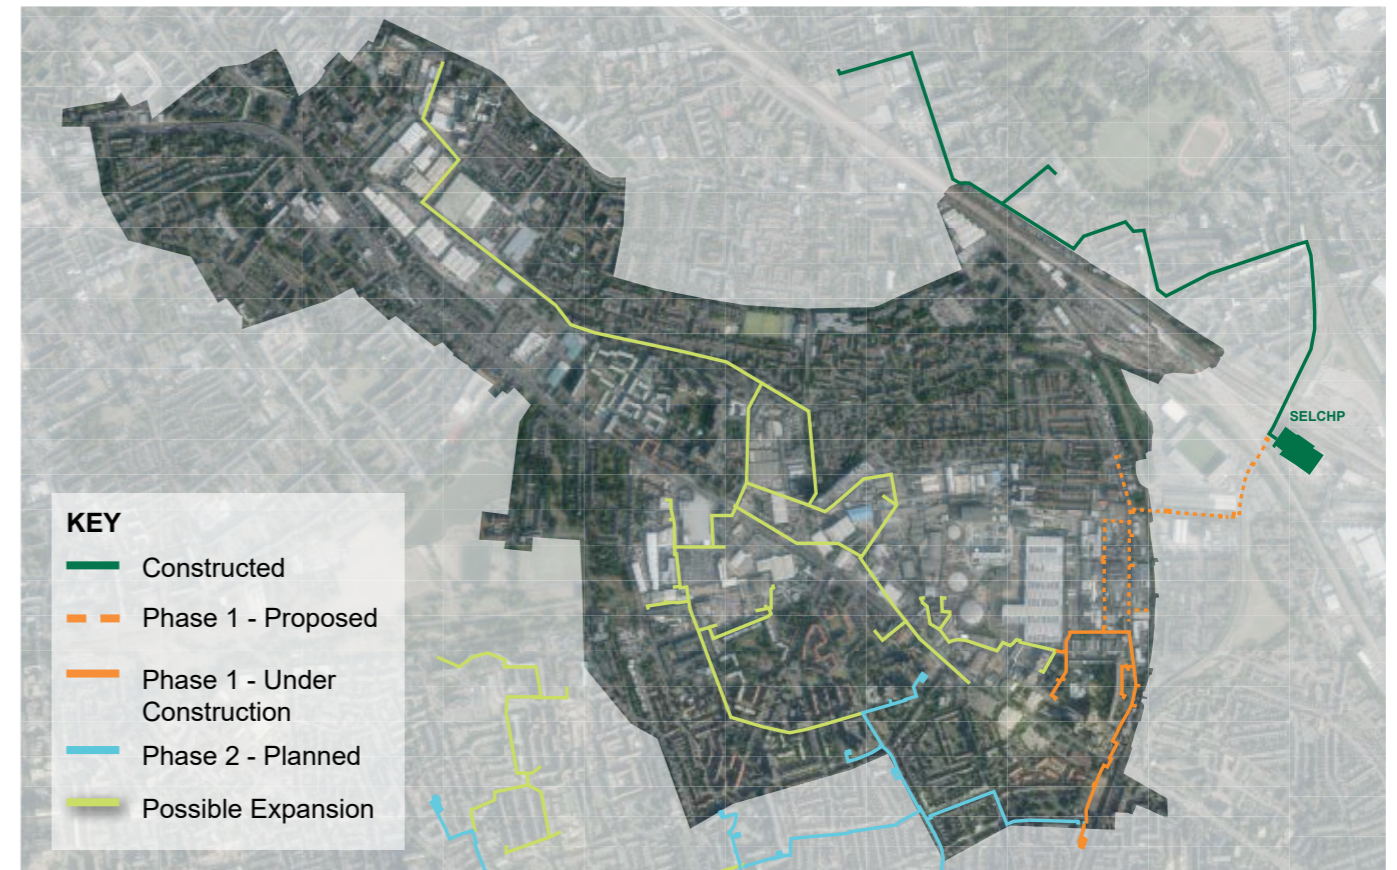 SELCHP
KEY
Constructed
Phase 1 - Proposed
Phase 1 - Under
Construction
Phase 2 - Planned
Possible Expansion